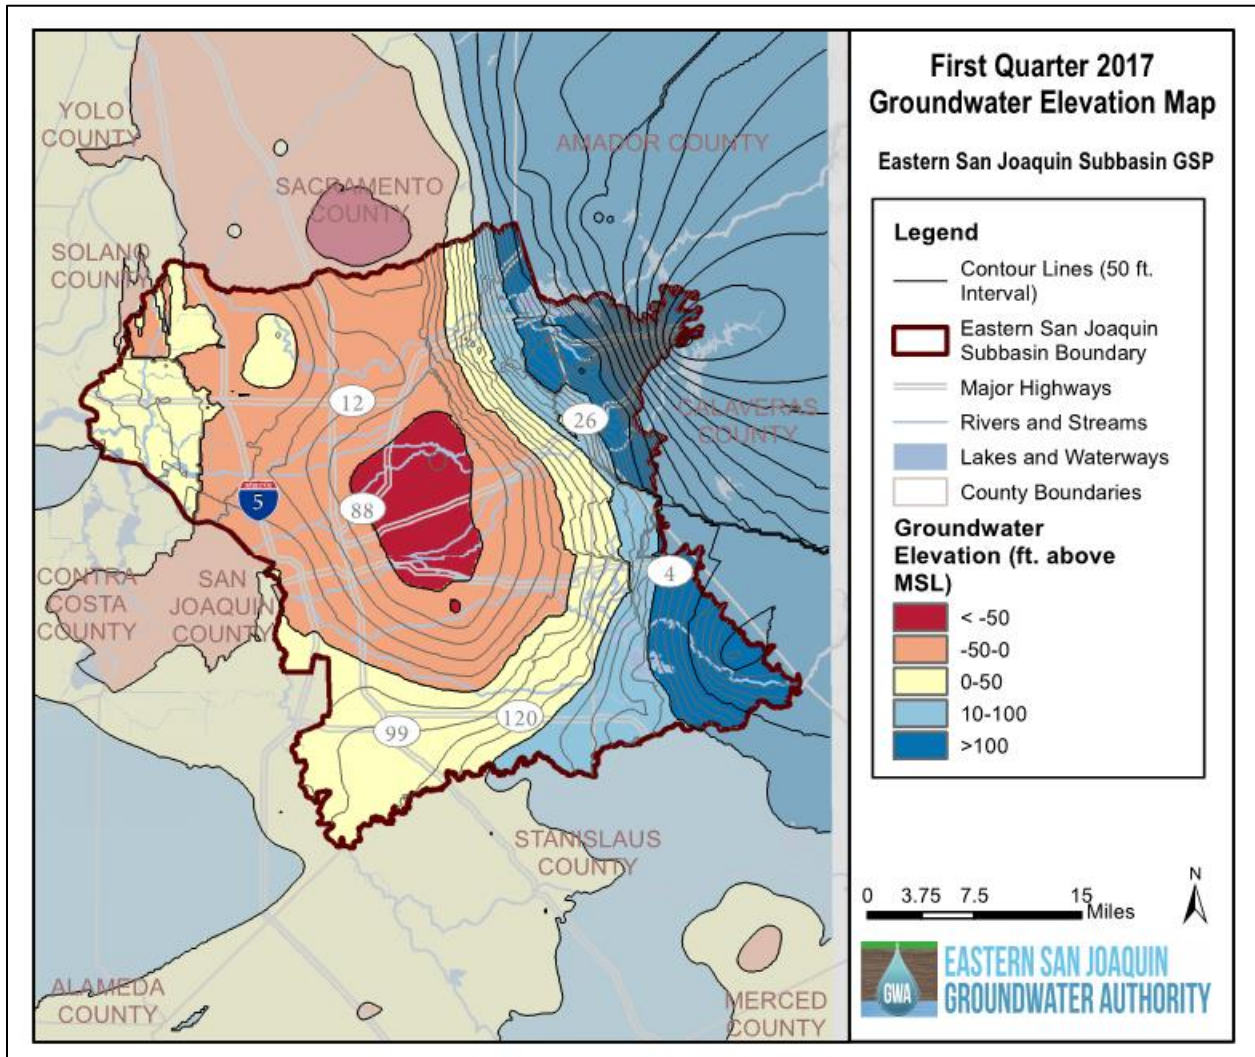 First Quarter 2017
Groundwater Elevation Map
Eastern San Joaquin Subbasin GSP
Legend
Contour Lines (50 ft.
Interval)
Eastern San Joaquin
Subbasin Boundary
Major Highways
Rivers and Streams
Lakes and Waterways
County Boundaries
Groundwater
Elevation (ft. above
MSL)
< -50
-50-0
0-50
10-100
>100
N
0 3.75 7.5 15
Miles
GWA
EASTERN SAN JOAQUIN
GROUNDWATER AUTHORITY
YOLO
COUNTY
AMADOR COUNTY
SACRAMENTO
COUNTY
SOLANO
COUNTY
12
26
CALAVERAS
COUNTY
5
88
4
CONTRA
COSTA
COUNTY
SAN
JOAQUIN
COUNTY
120
99
STANISLAUS
COUNTY
ALAMEDA
COUNTY
MERCED
COUNTY